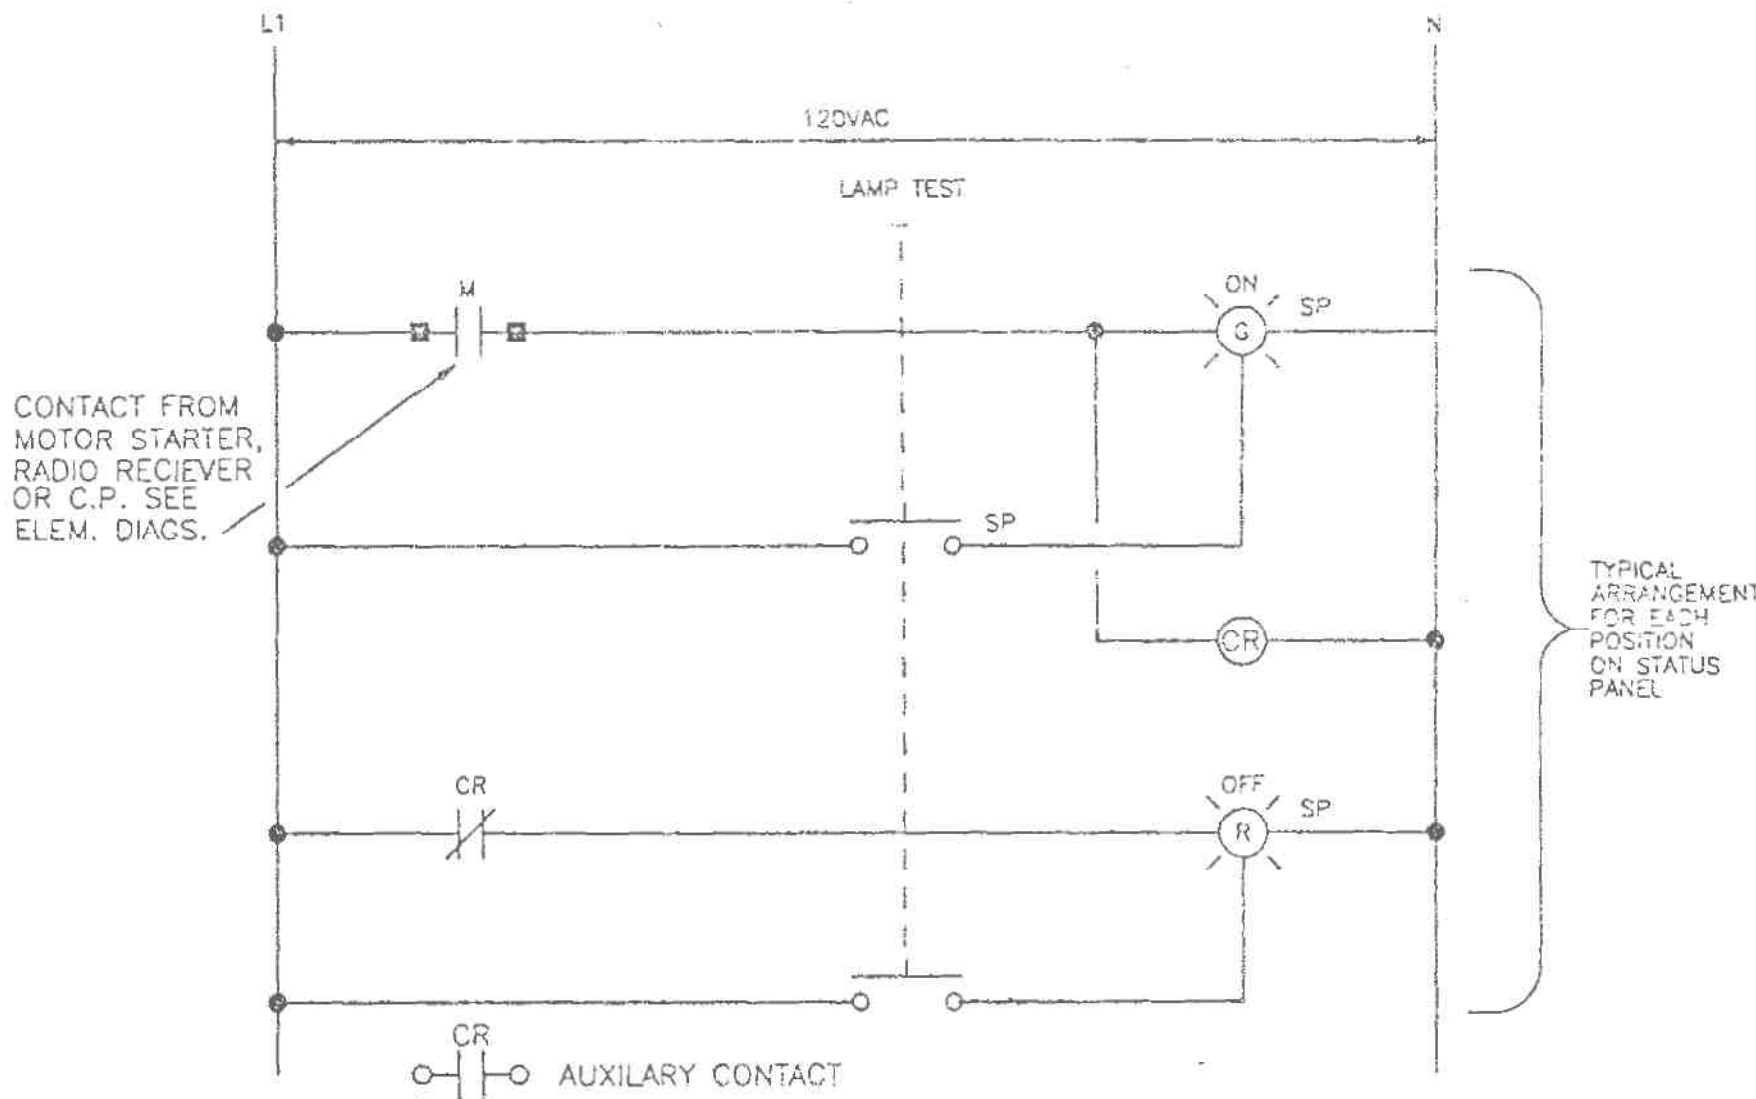 L1
N
120VAC
LAMP TEST
M
ON
SP
G
CONTACT FROM
MOTOR STARTER,
RADIO RECIEVER
OR C.P. SEE
ELEM. DIAGS.
SP
TYPICAL
ARRANGEMENT
FOR EACH
POSITION
ON STATUS
PANEL
CR
CR
OFF
SP
R
CR
AUXILARY CONTACT